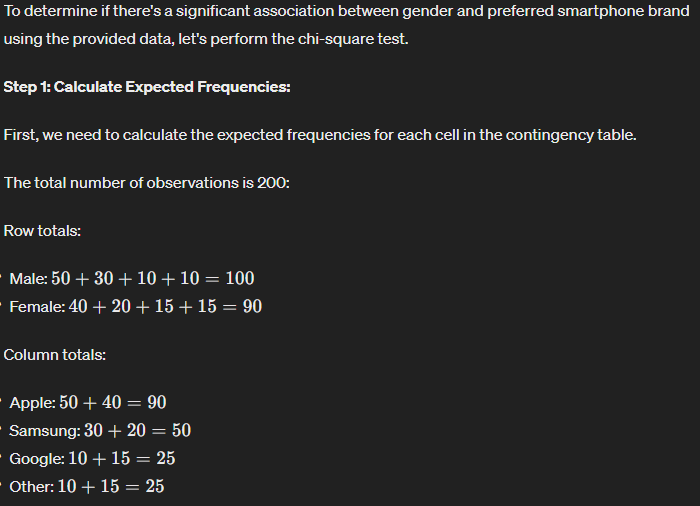 To determine if there's a significant association between gender and preferred smartphone brand
using the provided data, let's perform the chi-square test.
Step 1: Calculate Expected Frequencies:
First, we need to calculate the expected frequencies for each cell in the contingency table.
The total number of observations is 200:
Row totals:
Male: 50 + 30 + 10 + 10 = 100
Female: 40 + 20 + 15 + 15 = 90
Column totals:
Apple: 50 + 40 = 90
Samsung: 30 + 20 = 50
Google: 10 + 15 = 25
Other: 10 + 15 = 25